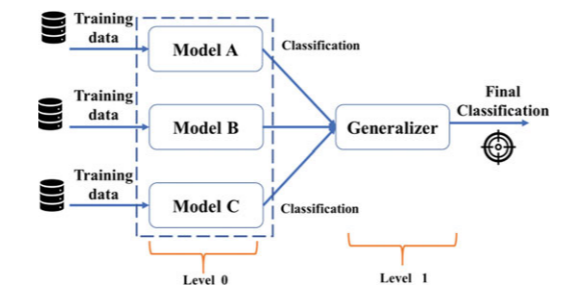 Training
data
Model A
Classification
Training
data
Model B
Generalizer
Final
Classification
Training
data
Model C
Classification
Level 0
Level 1